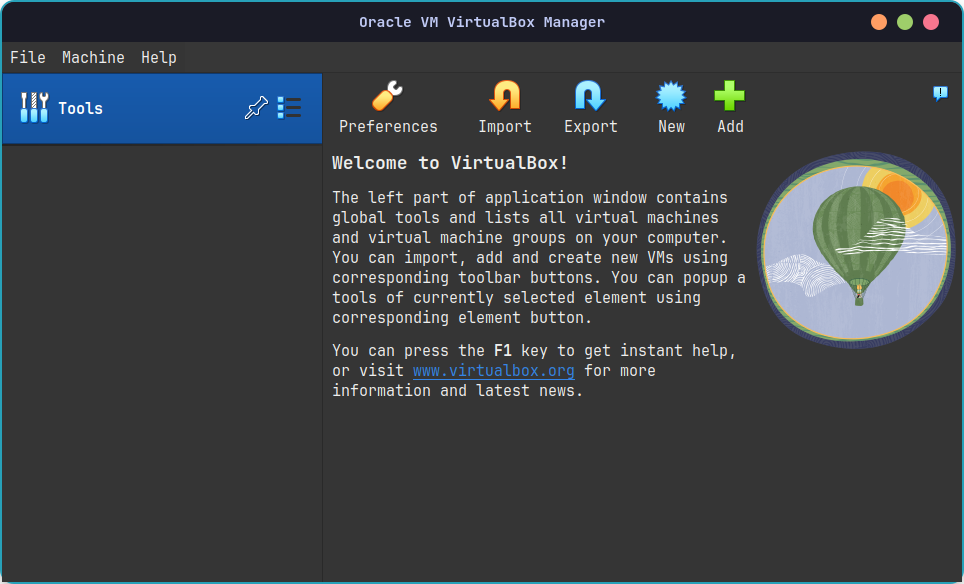 Oracle VM VirtualBox Manager
File Machine Help
Tools
Preferences Import Export New Add
Welcome to VirtualBox!
The left part of application window contains
global tools and lists all virtual machines
and virtual machine groups on your computer.
You can import, add and create new VMs using
corresponding toolbar buttons. You can popup a
tools of currently selected element using
corresponding element button.
You can press the F1 key to get instant help,
or visit www.virtualbox.org for more
information and latest news.